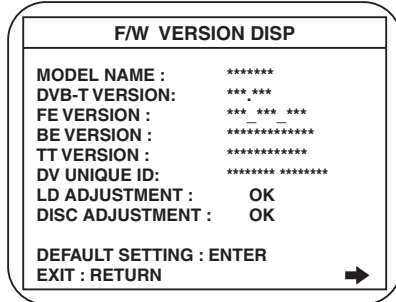 F/W VERSION DISP
MODEL NAME : *******
DVB-T VERSION: ***.***
FE VERSION : ***_***_***
BE VERSION : *************
TT VERSION : ************
DV UNIQUE ID: ******** ********
LD ADJUSTMENT : OK
DISC ADJUSTMENT : OK
DEFAULT SETTING : ENTER
EXIT : RETURN